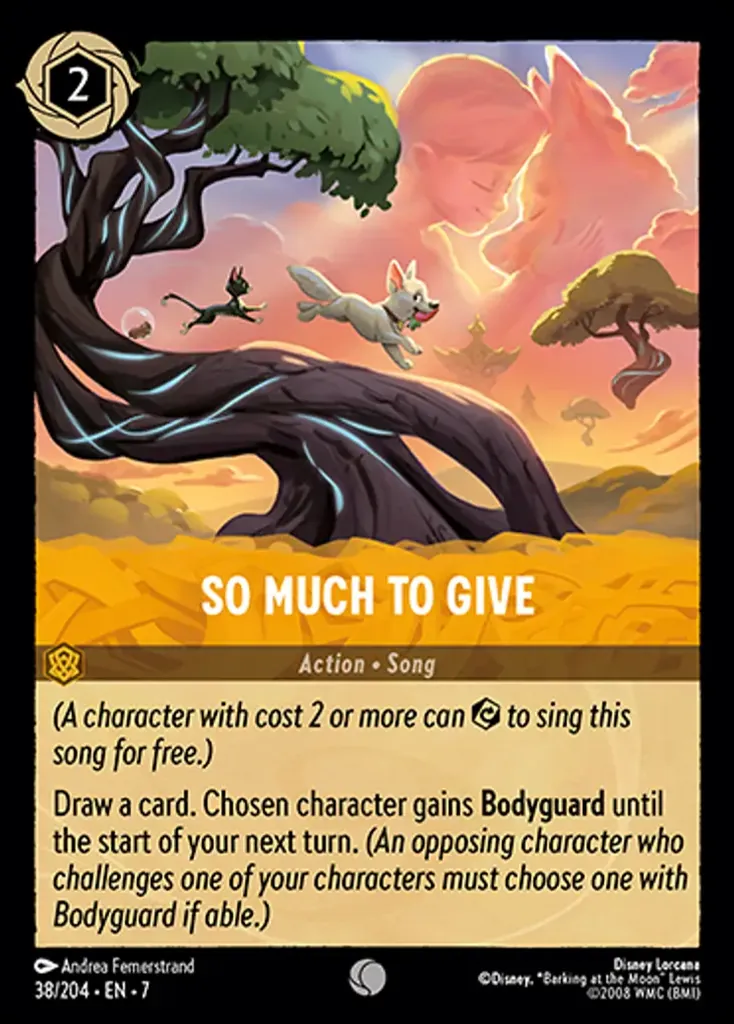 2
SO MUCH TO GIVE
Action • Song
(A character with cost 2 or more can to sing this
song for free.)
Draw a card. Chosen character gains Bodyguard until
the start of your next turn. (An opposing character who
challenges one of your characters must choose one with
Bodyguard if able.)
Andrea Femerstrand
38/204 • EN • 7
Disney Lorcana
©Disney, "Barking at the Moon" Lewis
©2008 WMC (BMI)